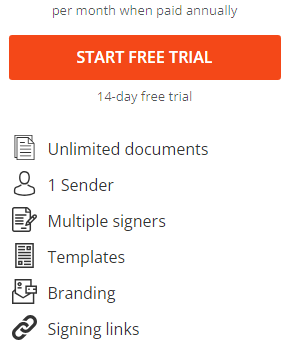 per month when paid annually
START FREE TRIAL
14-day free trial
Unlimited documents
1 Sender
Multiple signers
Templates
Branding
Signing links